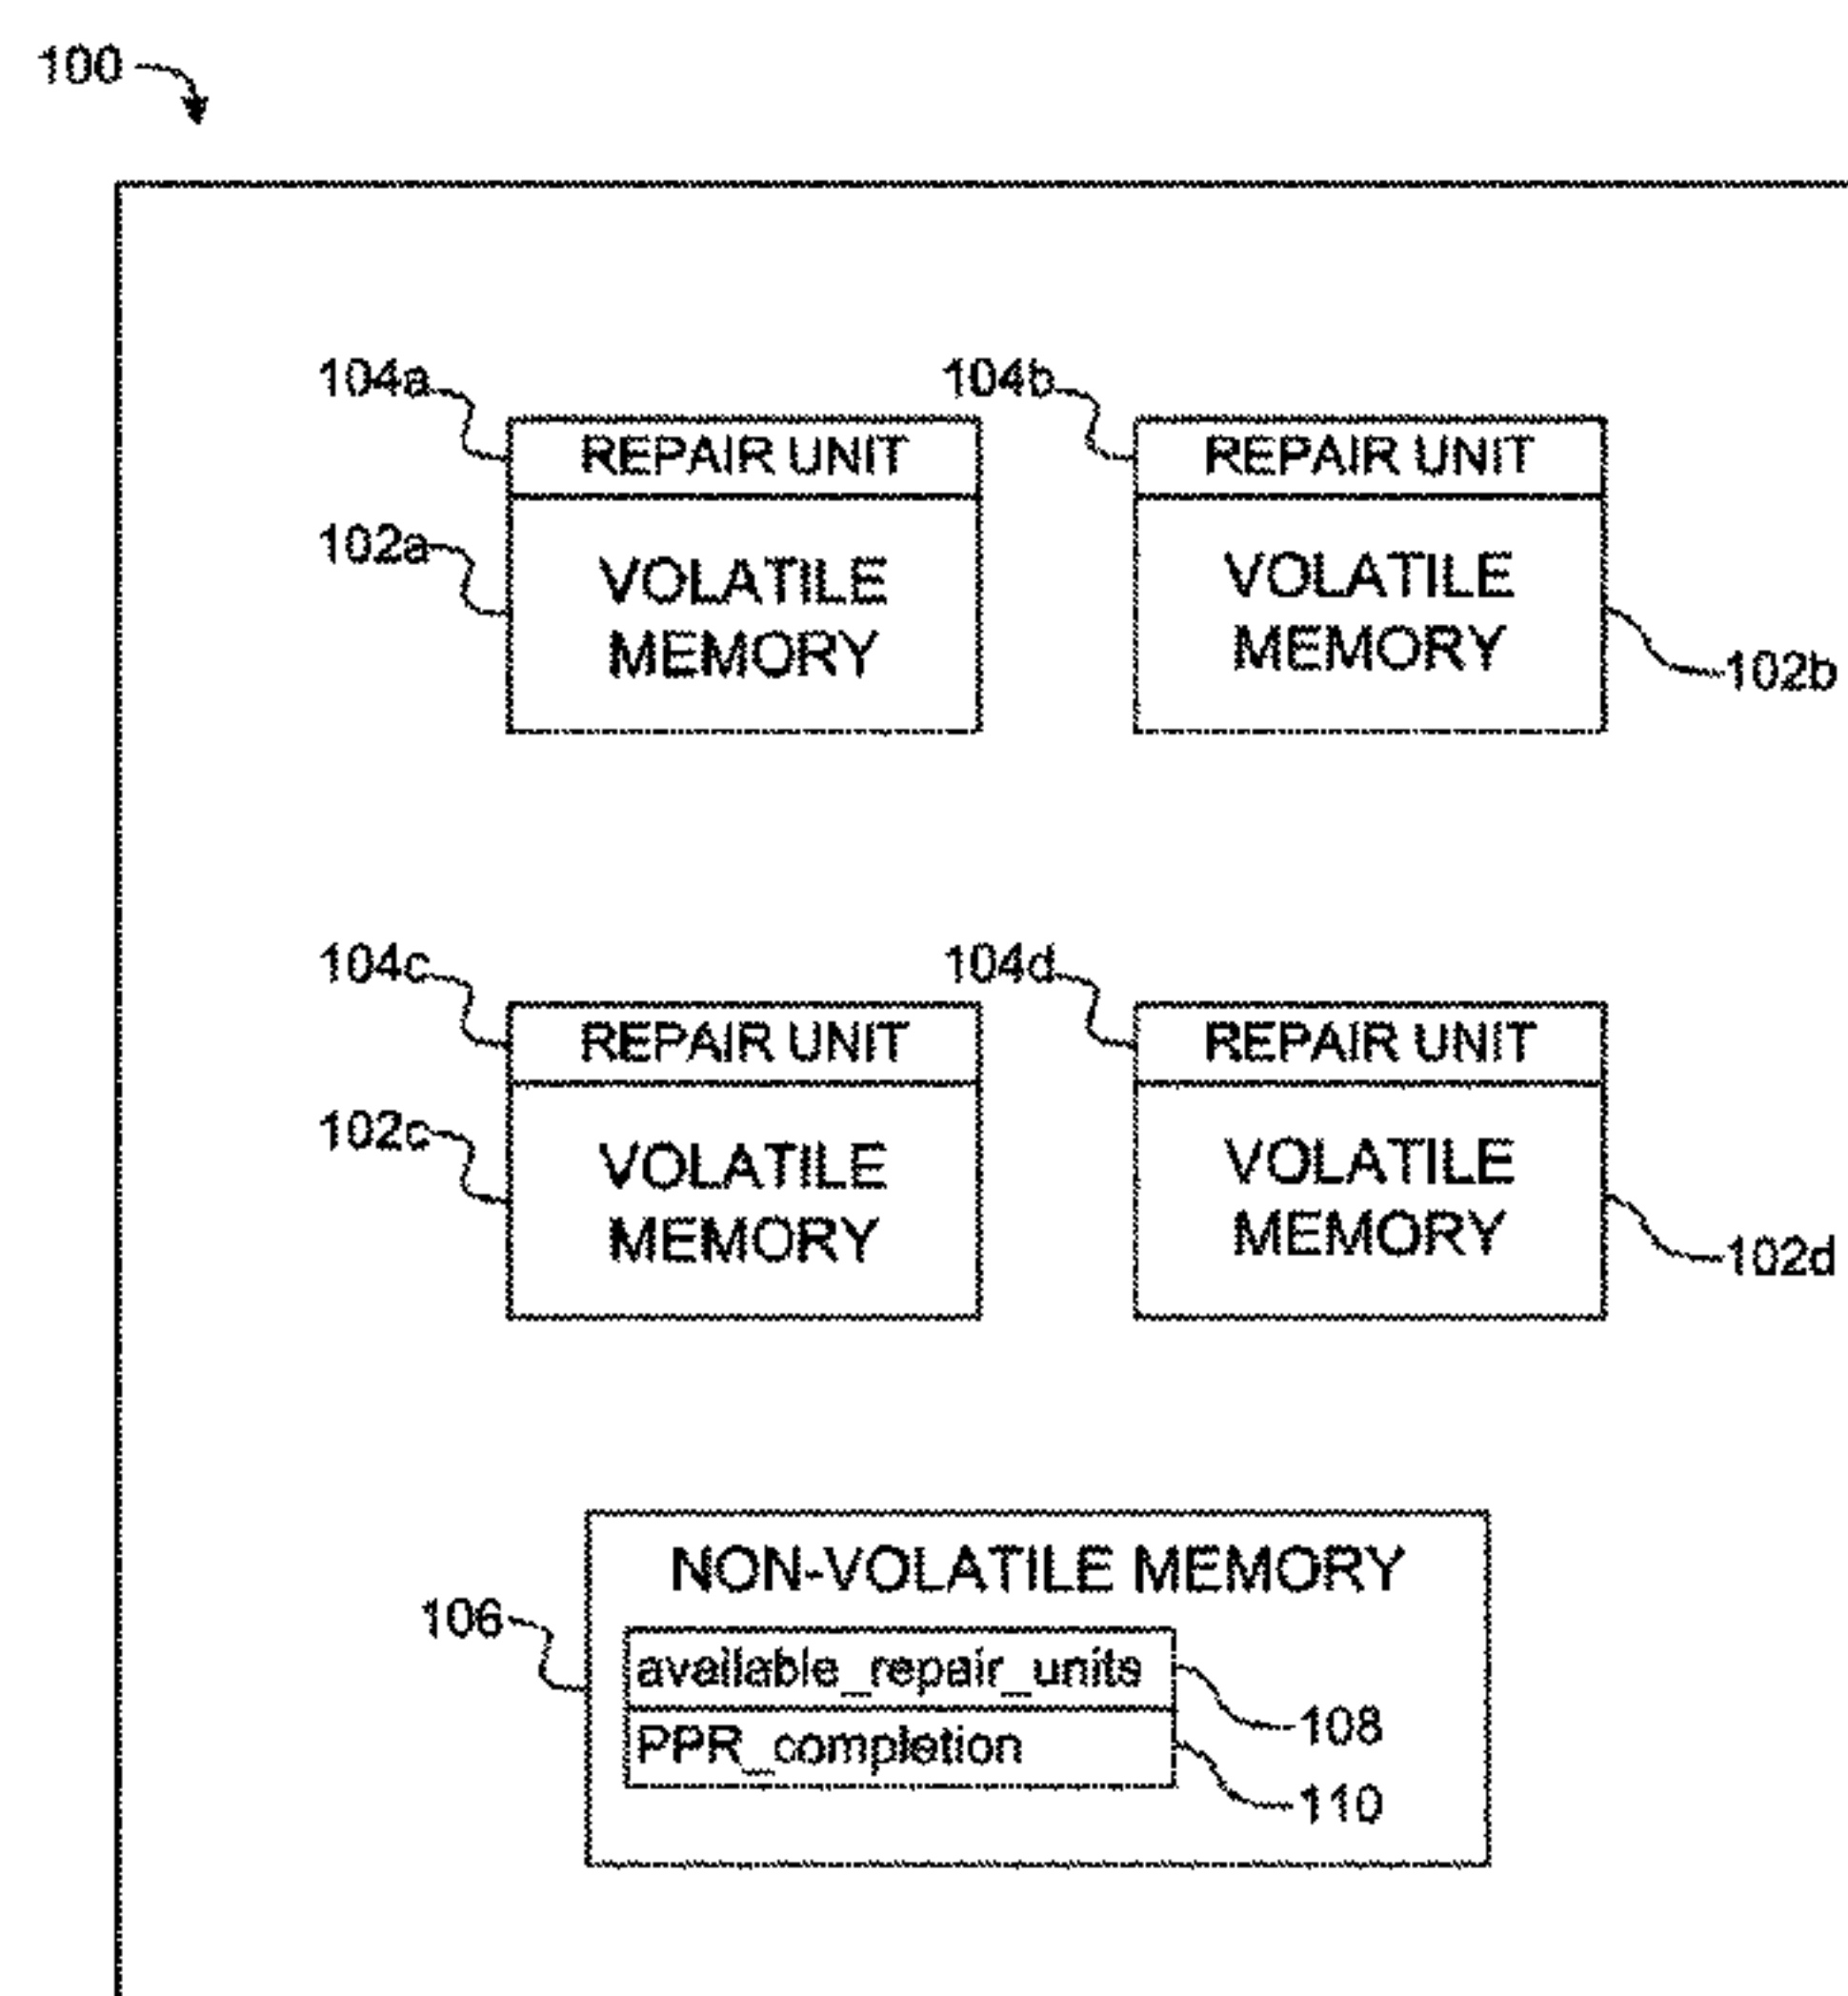 100
104a
104b
REPAIR UNIT
REPAIR UNIT
102a
VOLATILE
MEMORY
VOLATILE
MEMORY
102b
104c
104d
REPAIR UNIT
REPAIR UNIT
102c
VOLATILE
MEMORY
VOLATILE
MEMORY
102d
NON-VOLATILE MEMORY
106
available_repair_units
108
PPR_completion
110